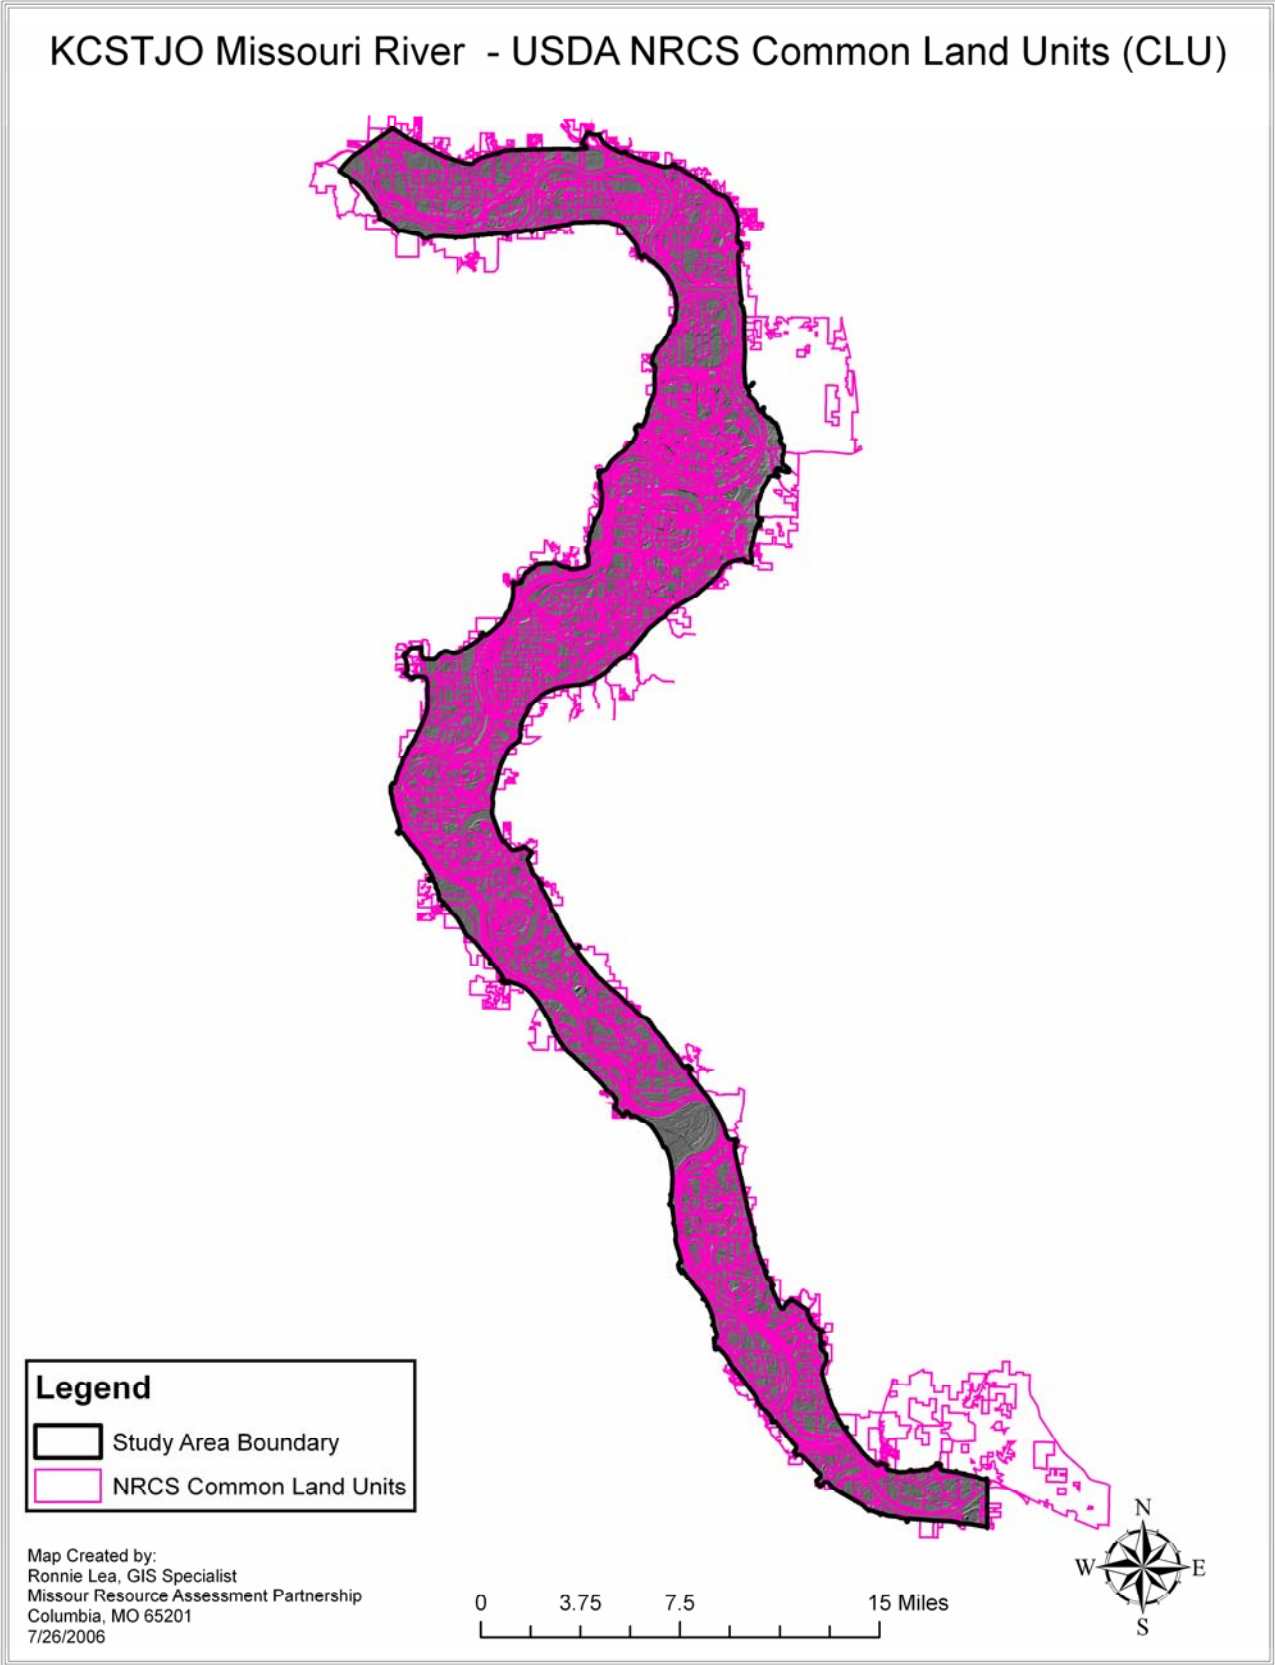 KCSTJO Missouri River - USDA NRCS Common Land Units (CLU)
Legend
Study Area Boundary
NRCS Common Land Units
Map Created by:
Ronnie Lea, GIS Specialist
Missour Resource Assessment Partnership
Columbia, MO 65201
7/26/2006
0 3.75 7.5 15 Miles
N
W E
S